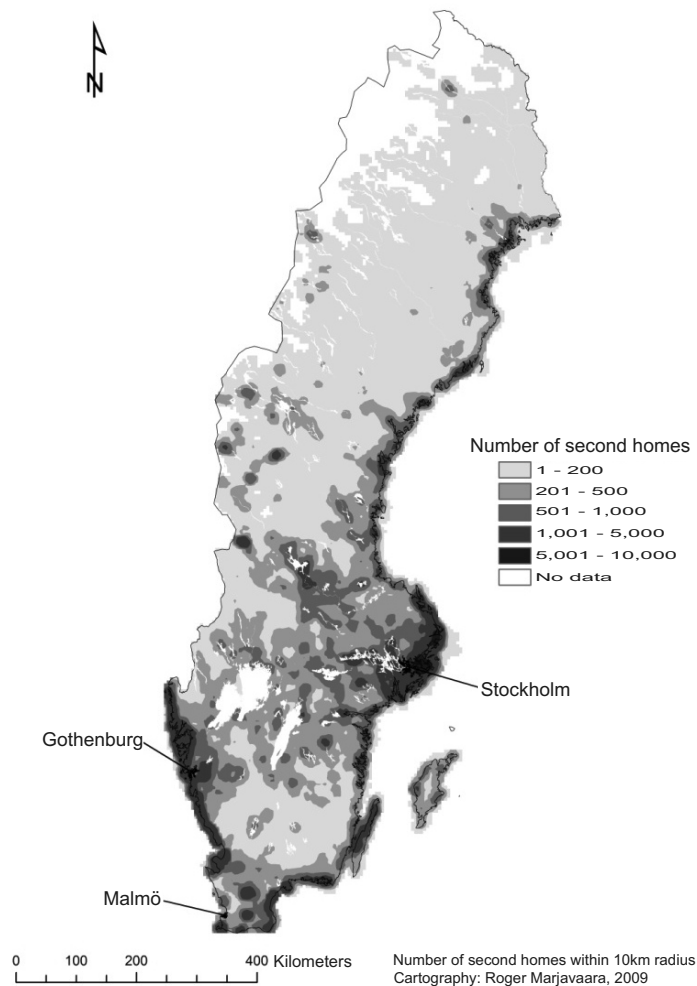 N
Number of second homes
1 - 200
201 - 500
501 - 1,000
1,001 - 5,000
5,001 - 10,000
No data
Stockholm
Gothenburg
Malmö
0 100 200 400 Kilometers
Number of second homes within 10km radius
Cartography: Roger Marjavaara, 2009